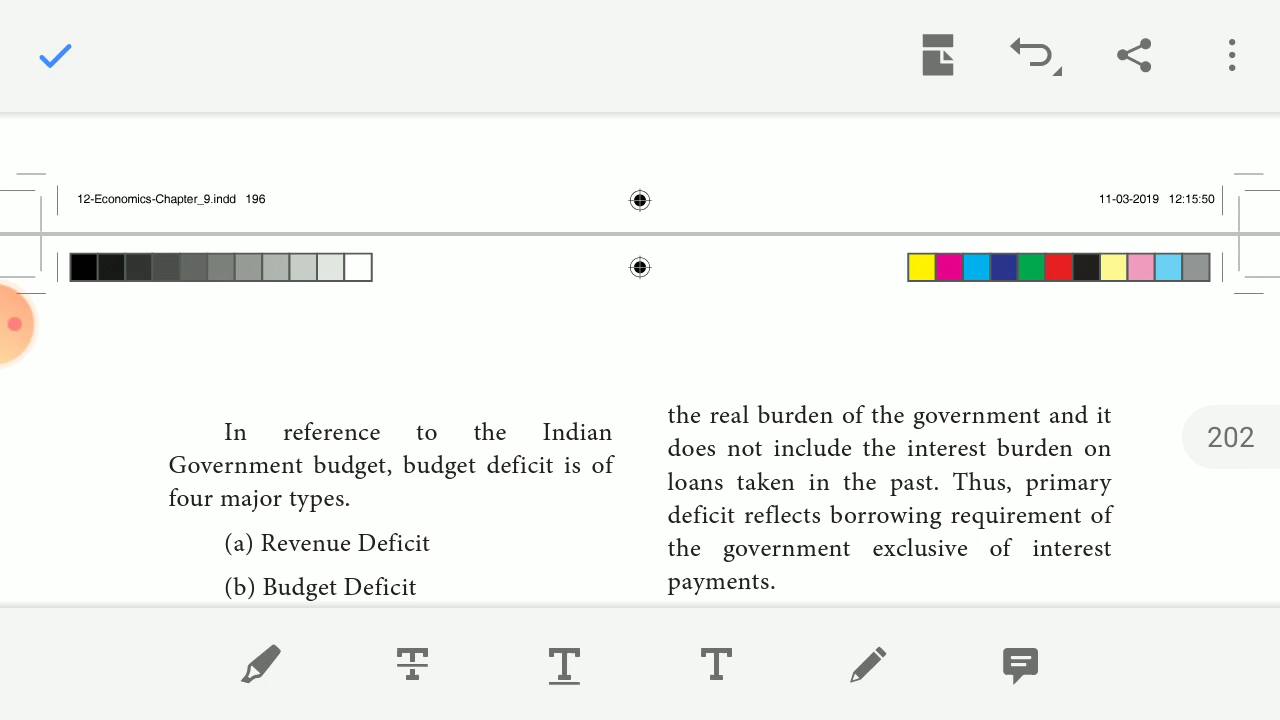 12-Economics-Chapter_9.indd 196
11-03-2019 12:15:50
In reference to the Indian
Government budget, budget deficit is of
four major types.
(a) Revenue Deficit
(b) Budget Deficit
the real burden of the government and it
does not include the interest burden on
loans taken in the past. Thus, primary
deficit reflects borrowing requirement of
the government exclusive of interest
payments.
202